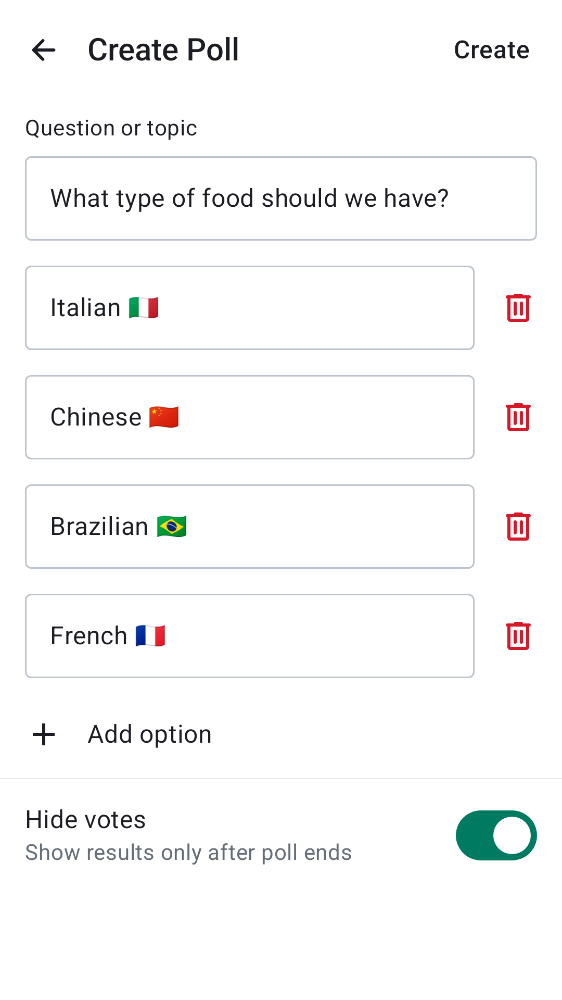 Create Poll
Create
Question or topic
What type of food should we have?
Italian 🇮🇹
Chinese 🇨🇳
Brazilian 🇧🇷
French 🇫🇷
Add option
Hide votes
Show results only after poll ends